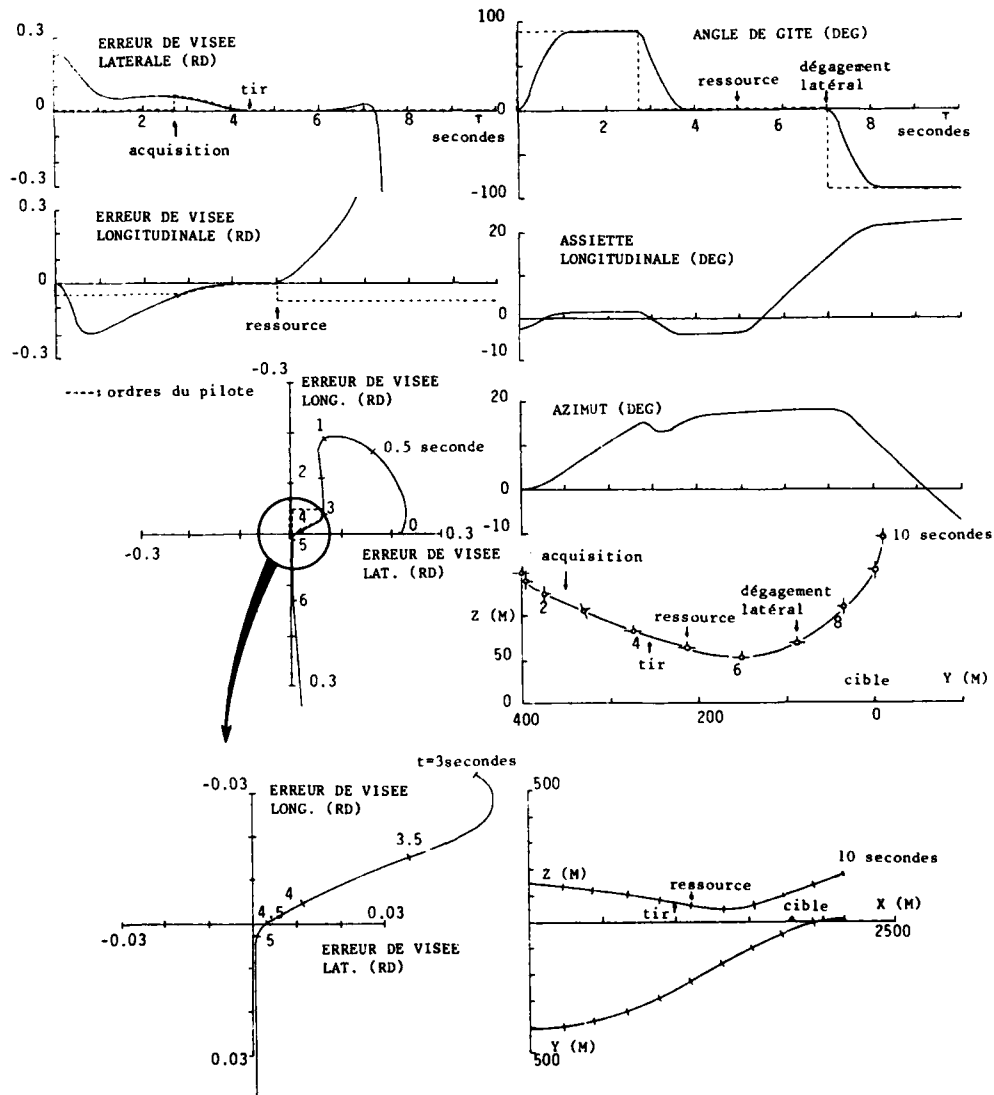 0.3
ERREUR DE VISEE
LATERALE (RD)
tir
0
2
4
6
8
T
secondes
acquisition
-0.3
100
ANGLE DE GITE (DEG)
ressource
dégagement
latéral
0
2
4
6
8
T
secondes
-100
0.3
ERREUR DE VISEE
LONGITUDINALE (RD)
0
ressource
-0.3
20
ASSIETTE
LONGITUDINALE (DEG)
0
-10
----: ordres du pilote
-0.3
ERREUR DE VISEE
LONG. (RD)
1
0.5 seconde
2
3
4
0
5
-0.3
0.3
ERREUR DE VISEE
LAT. (RD)
6
0.3
20
AZIMUT (DEG)
0
-10
10 secondes
acquisition
2
Z (M)
ressource
dégagement
latéral
8
4
tir
6
50
cible
Y (M)
0
400
200
0
t=3secondes
-0.03
ERREUR DE VISEE
LONG. (RD)
3.5
4
4.5
0.03
-0.03
5
ERREUR DE VISEE
LAT. (RD)
0.03
500
10 secondes
Z (M)
ressource
tir
cible
X (M)
2500
Y (M)
500